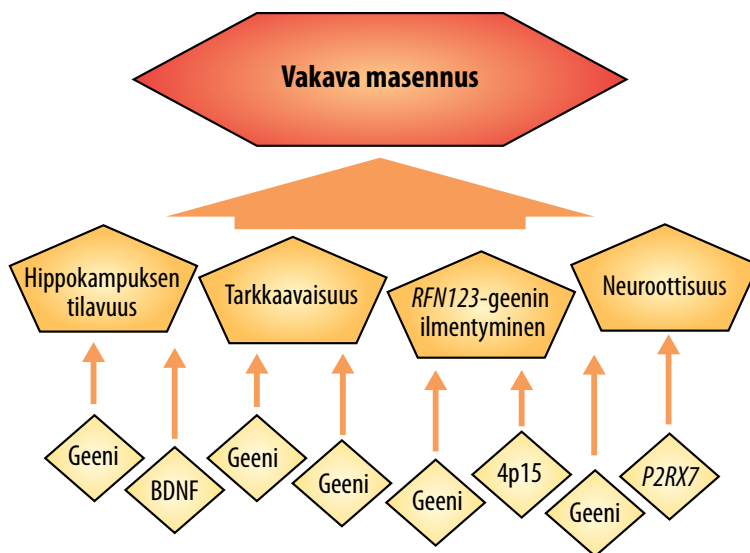 Vakava masennus
Hippokampuksen
tilavuus
Tarkkaavaisuus
RFN123-geenin
ilmentyminen
Neuroottisuus
Geeni
BDNF
Geeni
Geeni
Geeni
4p15
Geeni
P2RX7